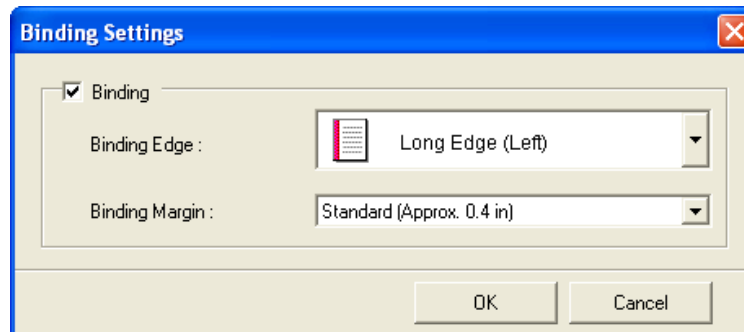 Binding Settings
Binding
Binding Edge :
Long Edge (Left)
Binding Margin :
Standard (Approx. 0.4 in)
OK
Cancel